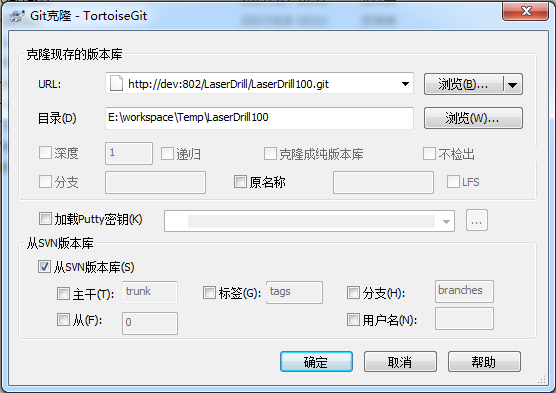 Git克隆 - TortoiseGit
克隆现存的版本库
URL: http://dev:802/LaserDrill/LaserDrill100.git 浏览(B)...
目录(D) E:\workspace\Temp\LaserDrill100 浏览(W)...
深度 1 递归 克隆成纯版本库 不检出
分支 原名称 LFS
加载Putty密钥(K) ...
从SVN版本库
从SVN版本库(S)
主干(T): trunk 标签(G): tags 分支(H): branches
从(F): 0 用户名(N):
确定 取消 帮助